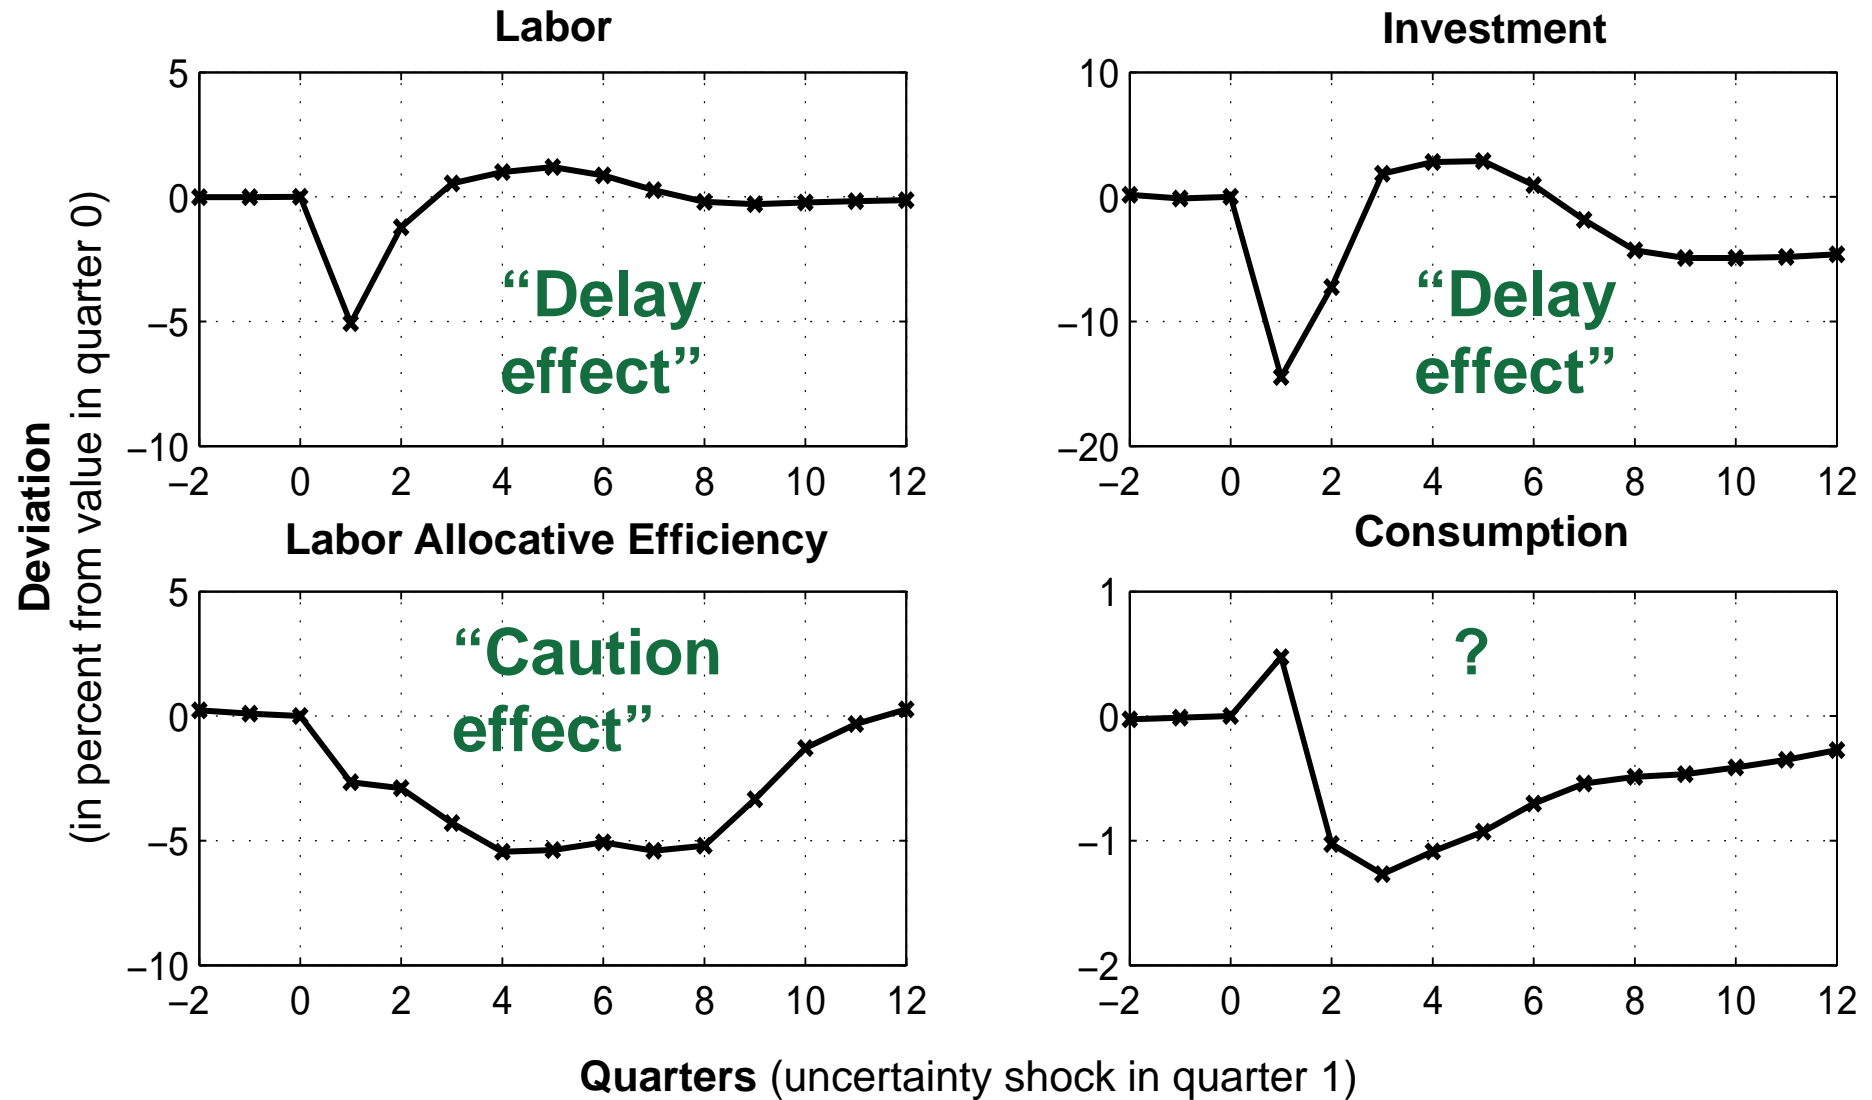 Labor
Investment
5
0
−5
−10
−2 0 2 4 6 8 10 12
“Delay
effect”
10
0
−10
−20
−2 0 2 4 6 8 10 12
“Delay
effect”
Deviation
(in percent from value in quarter 0)
Labor Allocative Efficiency
Consumption
5
0
−5
−10
−2 0 2 4 6 8 10 12
“Caution
effect”
1
0
−1
−2
−2 0 2 4 6 8 10 12
?
Quarters (uncertainty shock in quarter 1)